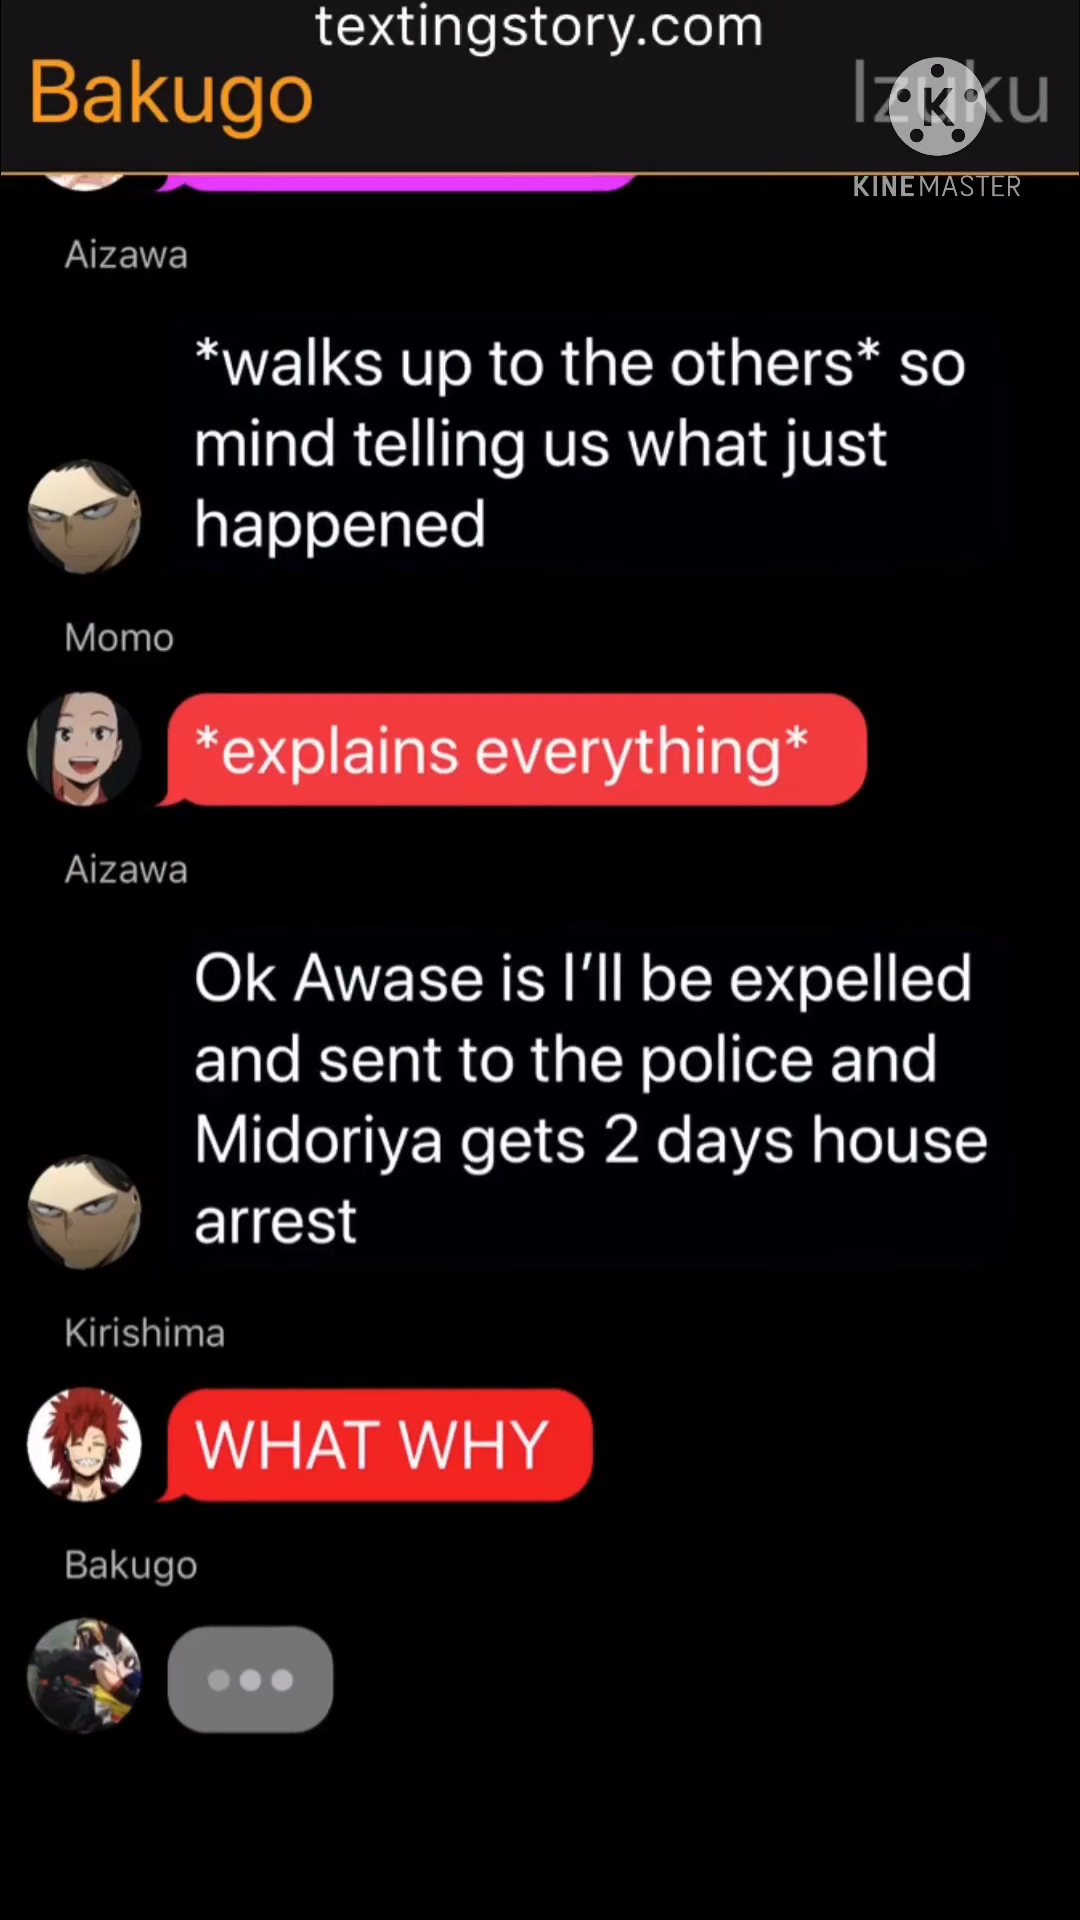 textingstory.com
Bakugo
Izuku
K
KINEMASTER
Aizawa
*walks up to the others* so
mind telling us what just
happened
Momo
*explains everything*
Aizawa
Ok Awase is I’ll be expelled
and sent to the police and
Midoriya gets 2 days house
arrest
Kirishima
WHAT WHY
Bakugo